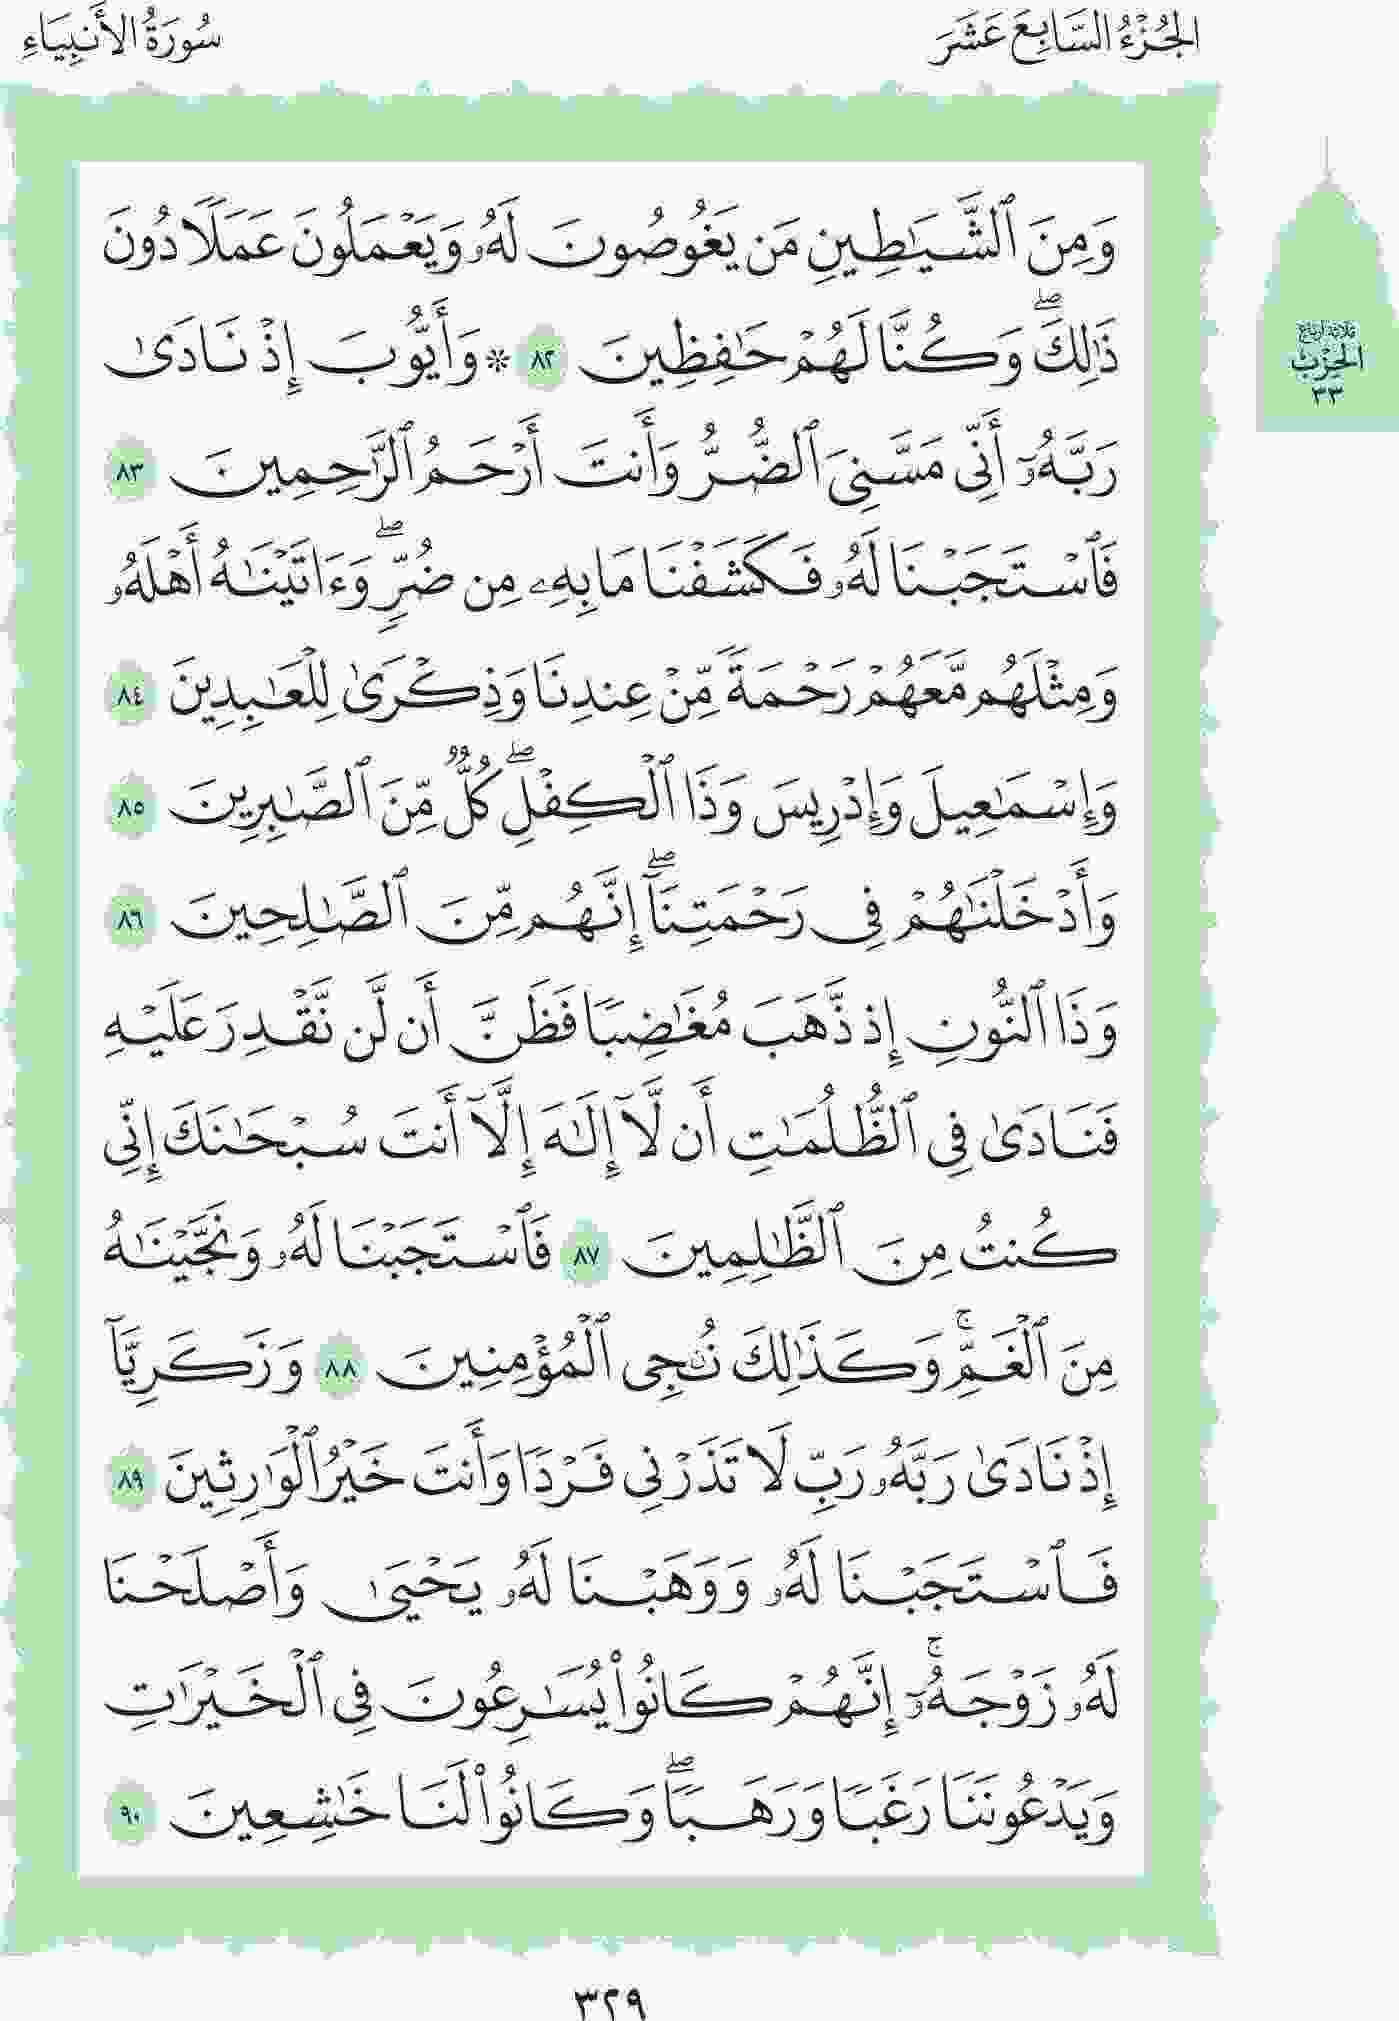 الجُزْءُ السَّابِعَ عَشَرَ
سُورَةُ الأَنبِيَاءِ
وَمِنَ ٱلشَّيَٰطِينِ مَن يَغُوصُونَ لَهُۥ وَيَعْمَلُونَ عَمَلًا دُونَ
ذَٰلِكَۖ وَكُنَّا لَهُمْ حَٰفِظِينَ ٨٢ ۞ وَأَيُّوبَ إِذْ نَادَىٰ
رَبَّهُۥٓ أَنِّي مَسَّنِيَ ٱلضُّرُّ وَأَنتَ أَرْحَمُ ٱلرَّٰحِمِينَ ٨٣
فَٱسْتَجَبْنَا لَهُۥ فَكَشَفْنَا مَا بِهِۦ مِن ضُرٍّۖ وَءَاتَيْنَٰهُ أَهْلَهُۥ
وَمِثْلَهُم مَّعَهُمْ رَحْمَةً مِّنْ عِندِنَا وَذِكْرَىٰ لِلْعَٰبِدِينَ ٨٤
وَإِسْمَٰعِيلَ وَإِدْرِيسَ وَذَا ٱلْكِفْلِۖ كُلٌّ مِّنَ ٱلصَّٰبِرِينَ ٨٥
وَأَدْخَلْنَٰهُمْ فِي رَحْمَتِنَآۖ إِنَّهُم مِّنَ ٱلصَّٰلِحِينَ ٨٦
وَذَا ٱلنُّونِ إِذ ذَّهَبَ مُغَٰضِبًا فَظَنَّ أَن لَّن نَّقْدِرَ عَلَيْهِ
فَنَادَىٰ فِي ٱلظُّلُمَٰتِ أَن لَّآ إِلَٰهَ إِلَّآ أَنتَ سُبْحَٰنَكَ إِنِّي
كُنتُ مِنَ ٱلظَّٰلِمِينَ ٨٧ فَٱسْتَجَبْنَا لَهُۥ وَنَجَّيْنَٰهُ
مِنَ ٱلْغَمِّۚ وَكَذَٰلِكَ نُۨجِي ٱلْمُؤْمِنِينَ ٨٨ وَزَكَرِيَّآ
إِذْ نَادَىٰ رَبَّهُۥ رَبِّ لَا تَذَرْنِي فَرْدًا وَأَنتَ خَيْرُ ٱلْوَٰرِثِينَ ٨٩
فَٱسْتَجَبْنَا لَهُۥ وَوَهَبْنَا لَهُۥ يَحْيَىٰ وَأَصْلَحْنَا
لَهُۥ زَوْجَهُۥٓۚ إِنَّهُمْ كَانُوا۟ يُسَٰرِعُونَ فِي ٱلْخَيْرَٰتِ
وَيَدْعُونَنَا رَغَبًا وَرَهَبًاۖ وَكَانُوا۟ لَنَا خَٰشِعِينَ ٩٠
ثلاثة أرباع
الحِزْب
٣٣
٣٢٩